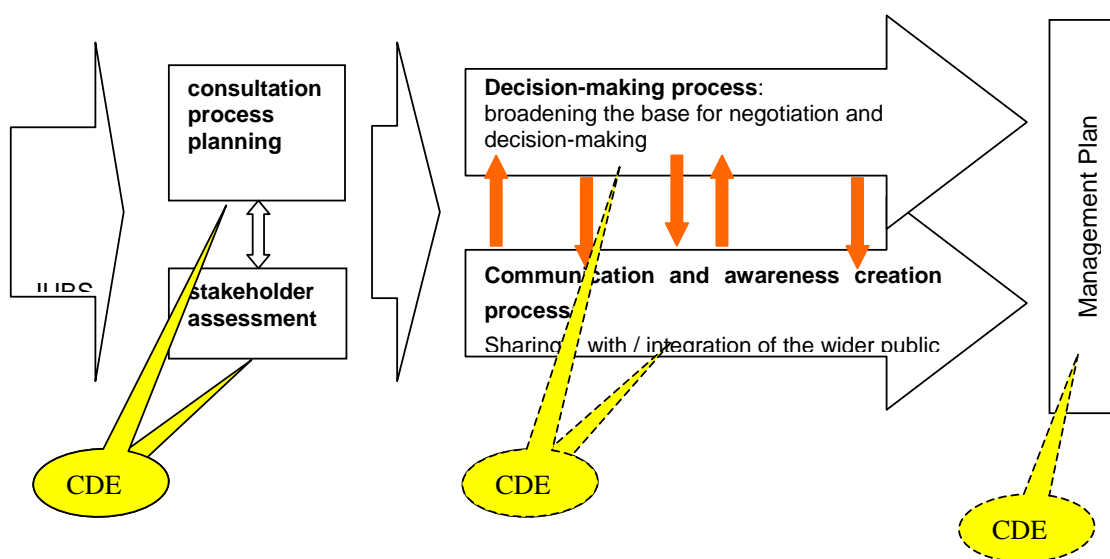 consultation
process
planning
stakeholder
assessment
Decision-making process:
broadening the base for negotiation and
decision-making
Communication and awareness creation
process
Sharing with / integration of the wider public
Management Plan
CDE
CDE
CDE